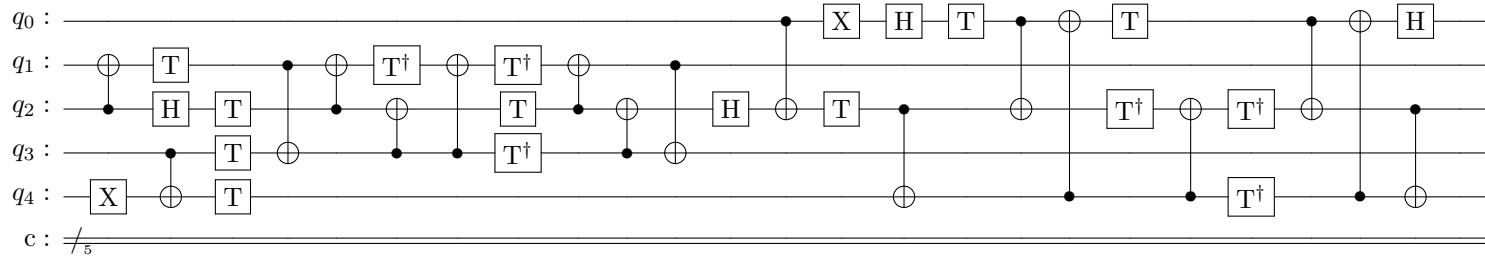 q0 : X H T T H
q1 : T T† T†
q2 : H T T H T T† T†
q3 : T T†
q4 : X T T†
c : 5